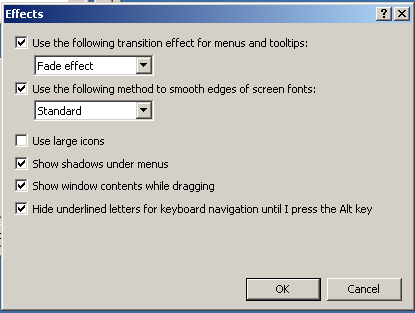 Effects
Use the following transition effect for menus and tooltips:
Fade effect
Use the following method to smooth edges of screen fonts:
Standard
Use large icons
Show shadows under menus
Show window contents while dragging
Hide underlined letters for keyboard navigation until I press the Alt key
OK
Cancel